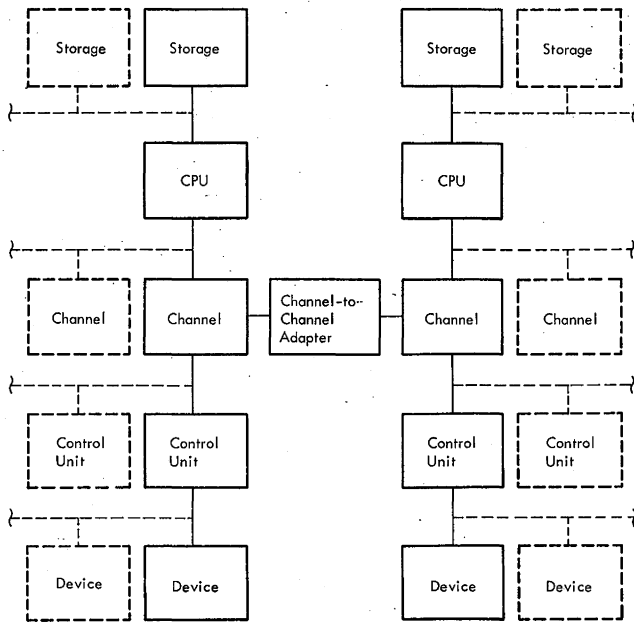 Storage
Storage
Storage
Storage
CPU
CPU
Channel
Channel
Channel-to-
Channel
Adapter
Channel
Channel
Control
Unit
Control
Unit
Control
Unit
Control
Unit
Device
Device
Device
Device